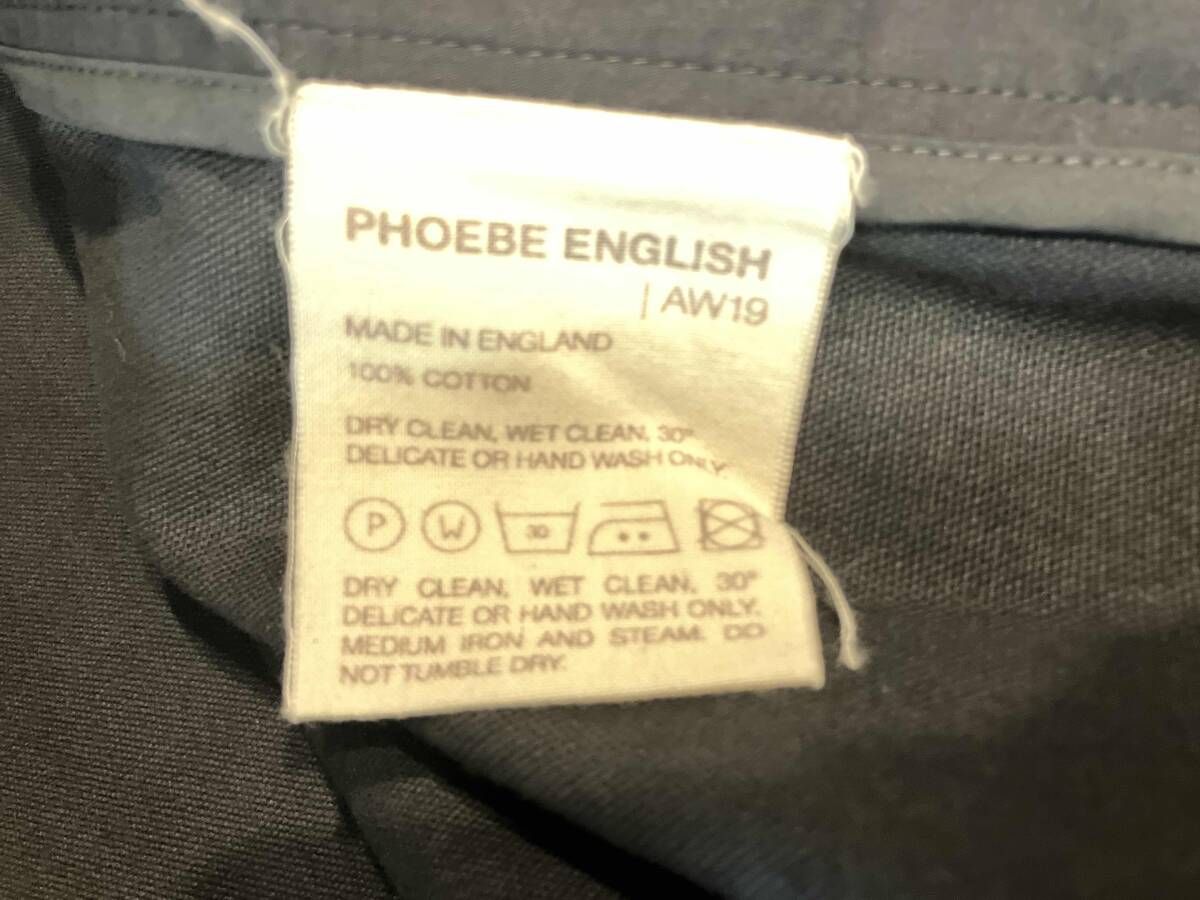 PHOEBE ENGLISH
| AW19
MADE IN ENGLAND
100% COTTON
DRY CLEAN, WET CLEAN, 30°
DELICATE OR HAND WASH ONLY
P W 30
DRY CLEAN, WET CLEAN, 30°
DELICATE OR HAND WASH ONLY.
MEDIUM IRON AND STEAM. DO
NOT TUMBLE DRY.